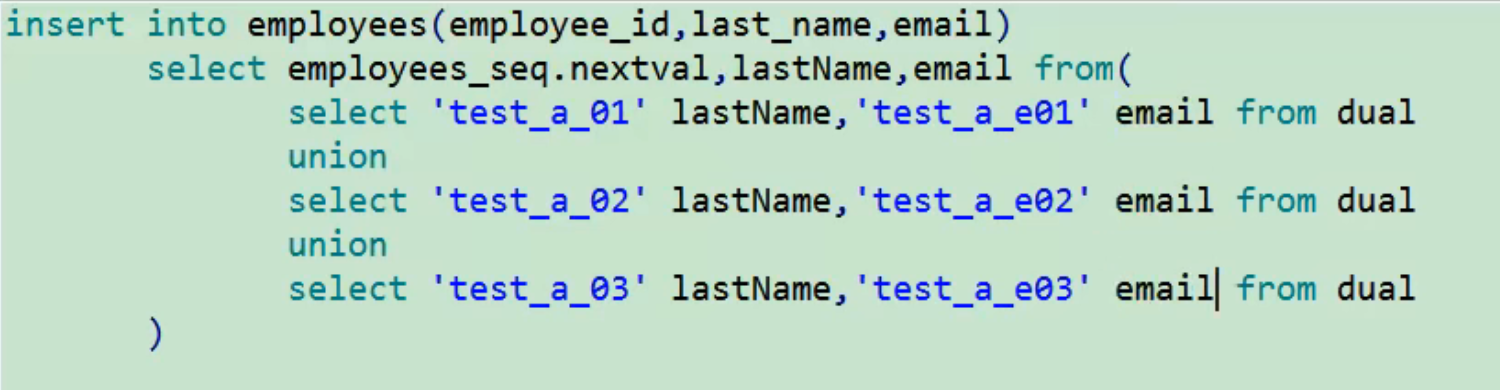 insert into employees(employee_id,last_name,email)
select employees_seq.nextval,lastName,email from(
select 'test_a_01' lastName,'test_a_e01' email from dual
union
select 'test_a_02' lastName,'test_a_e02' email from dual
union
select 'test_a_03' lastName,'test_a_e03' email from dual
)